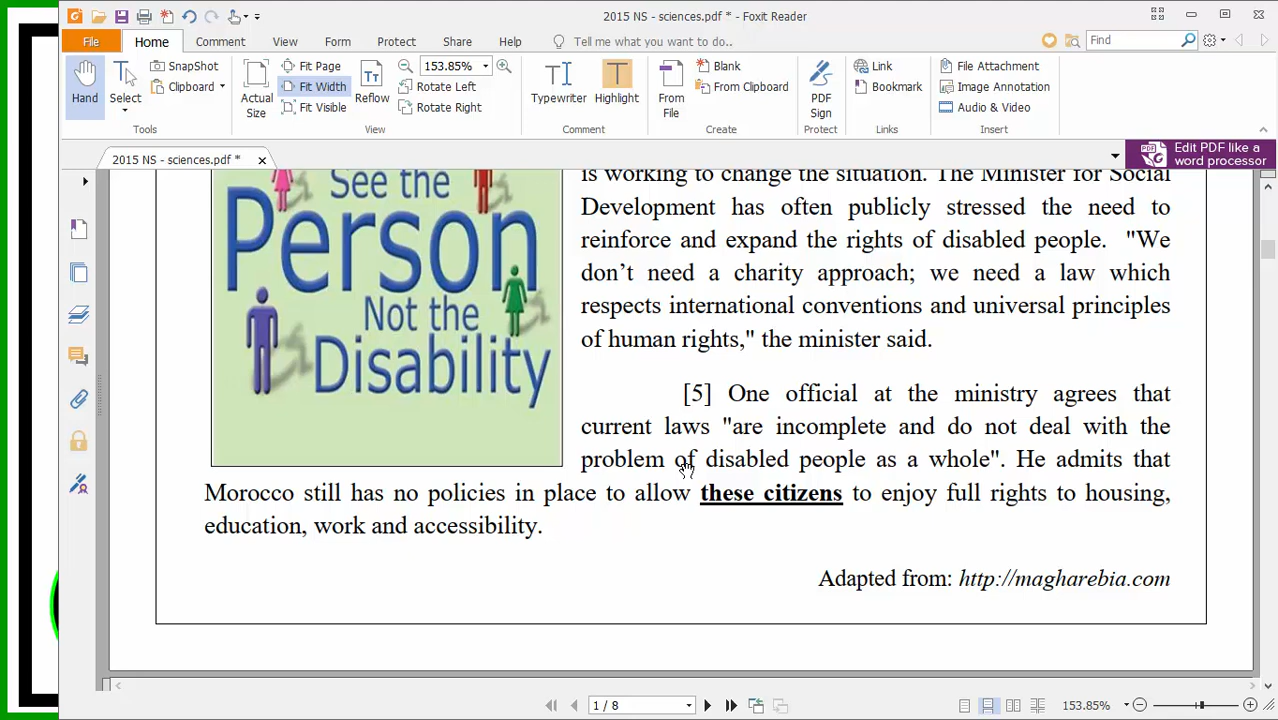 2015 NS - sciences.pdf * - Foxit Reader
File Home Comment View Form Protect Share Help Tell me what you want to do.. Find
Hand
Select
SnapShot
Clipboard
Tools
Actual Size
Fit Page
Fit Width
Fit Visible
Reflow
153.85%
Rotate Left
Rotate Right
View
Typewriter
Highlight
Comment
From File
Blank
From Clipboard
Create
PDF Sign
Protect
Link
Bookmark
Links
File Attachment
Image Annotation
Audio & Video
Insert
2015 NS - sciences.pdf *
Edit PDF like a
word processor
See the
Person
Not the
Disability
is working to change the situation. The Minister for Social
Development has often publicly stressed the need to
reinforce and expand the rights of disabled people. "We
don't need a charity approach; we need a law which
respects international conventions and universal principles
of human rights," the minister said.
[5] One official at the ministry agrees that
current laws "are incomplete and do not deal with the
problem of disabled people as a whole". He admits that
Morocco still has no policies in place to allow these citizens to enjoy full rights to housing,
education, work and accessibility.
Adapted from: http://magharebia.com
1 / 8
153.85%